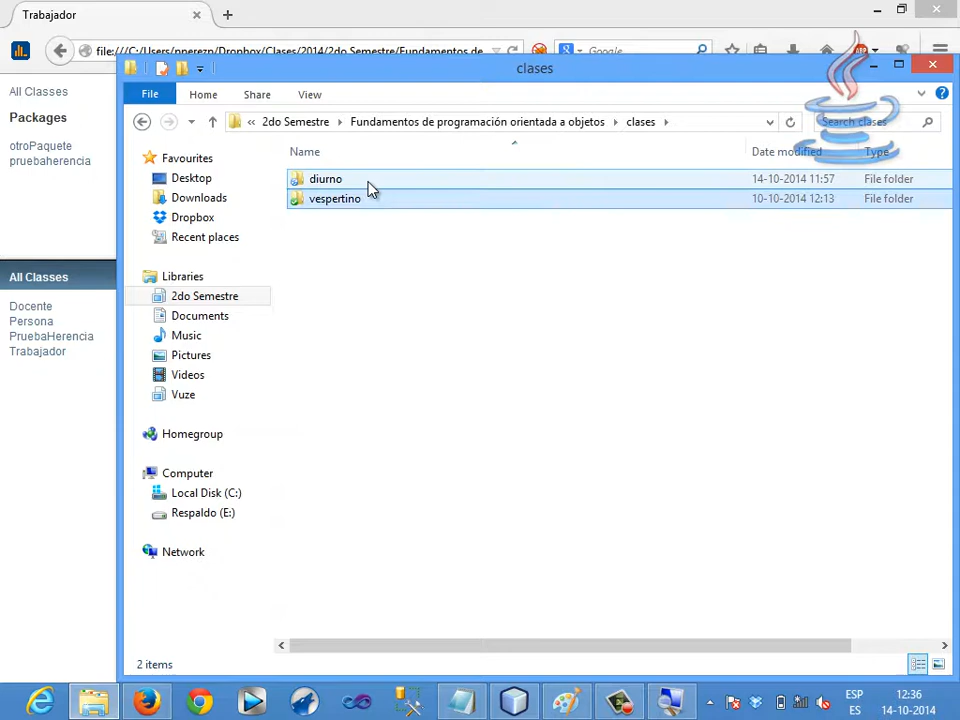 Trabajador
file:///C:/Users/nperezn/Dropbox/Clases/2014/2do Semestre/Fundamentos de
Google
clases
File
Home
Share
View
2do Semestre
Fundamentos de programación orientada a objetos
clases
Search clases
All Classes
Packages
otroPaquete
pruebaherencia
All Classes
Docente
Persona
PruebaHerencia
Trabajador
Favourites
Desktop
Downloads
Dropbox
Recent places
Libraries
2do Semestre
Documents
Music
Pictures
Videos
Vuze
Homegroup
Computer
Local Disk (C:)
Respaldo (E:)
Network
Name
Date modified
Type
diurno
14-10-2014 11:57
File folder
vespertino
10-10-2014 12:13
File folder
2 items
ESP
ES
12:36
14-10-2014